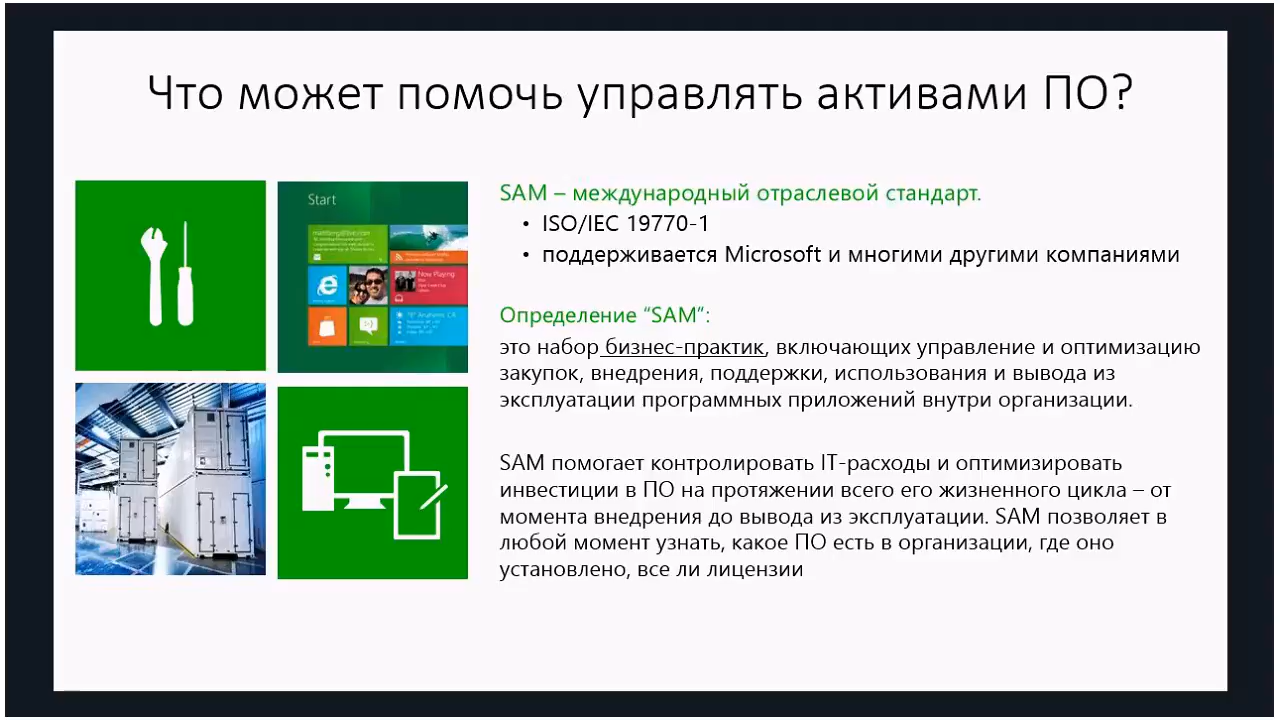 Что может помочь управлять активами ПО?
Start
Now Playing
SAM – международный отраслевой стандарт.
• ISO/IEC 19770-1
• поддерживается Microsoft и многими другими компаниями
Определение “SAM”:
это набор бизнес-практик, включающих управление и оптимизацию
закупок, внедрения, поддержки, использования и вывода из
эксплуатации программных приложений внутри организации.
SAM помогает контролировать IT-расходы и оптимизировать
инвестиции в ПО на протяжении всего его жизненного цикла – от
момента внедрения до вывода из эксплуатации. SAM позволяет в
любой момент узнать, какое ПО есть в организации, где оно
установлено, все ли лицензии